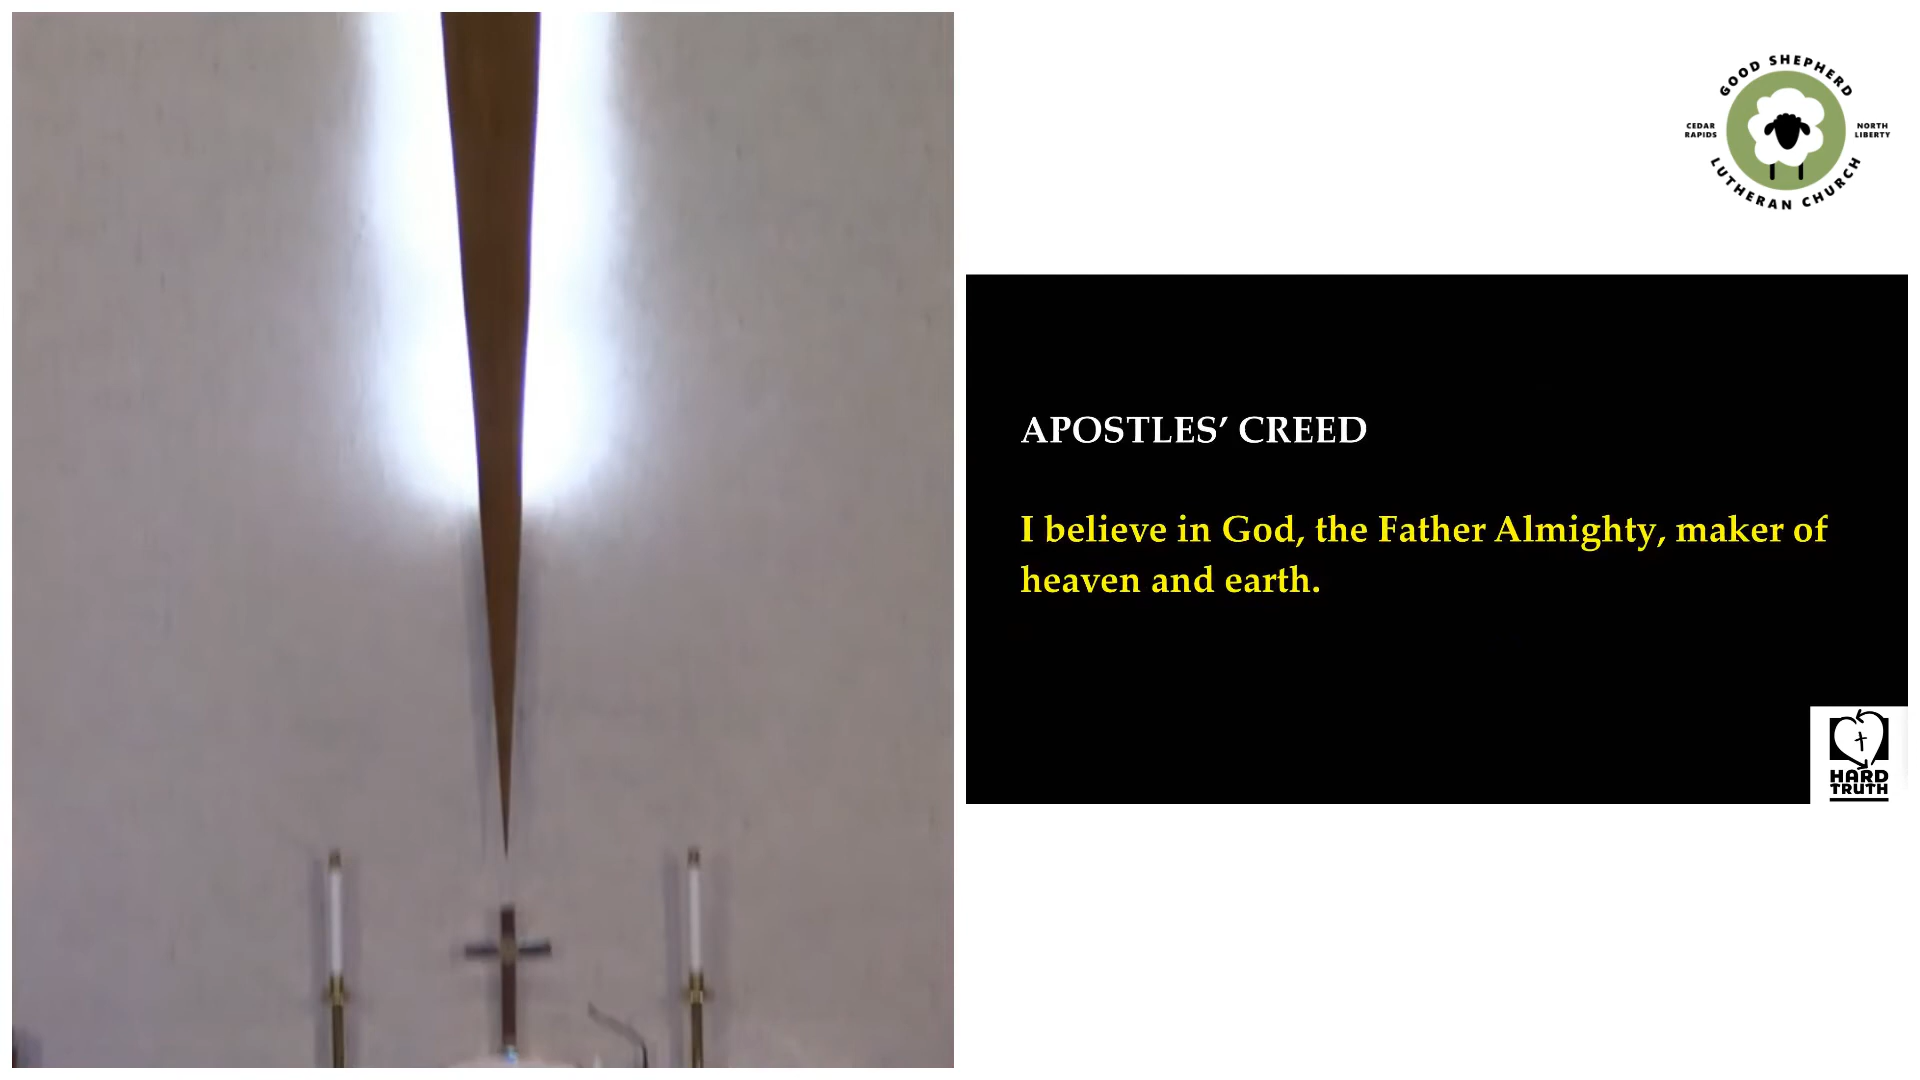 GOOD SHEPHERD
CEDAR
RAPIDS
NORTH
LIBERTY
LUTHERAN CHURCH
APOSTLES’ CREED
I believe in God, the Father Almighty, maker of
heaven and earth.
HARD
TRUTH